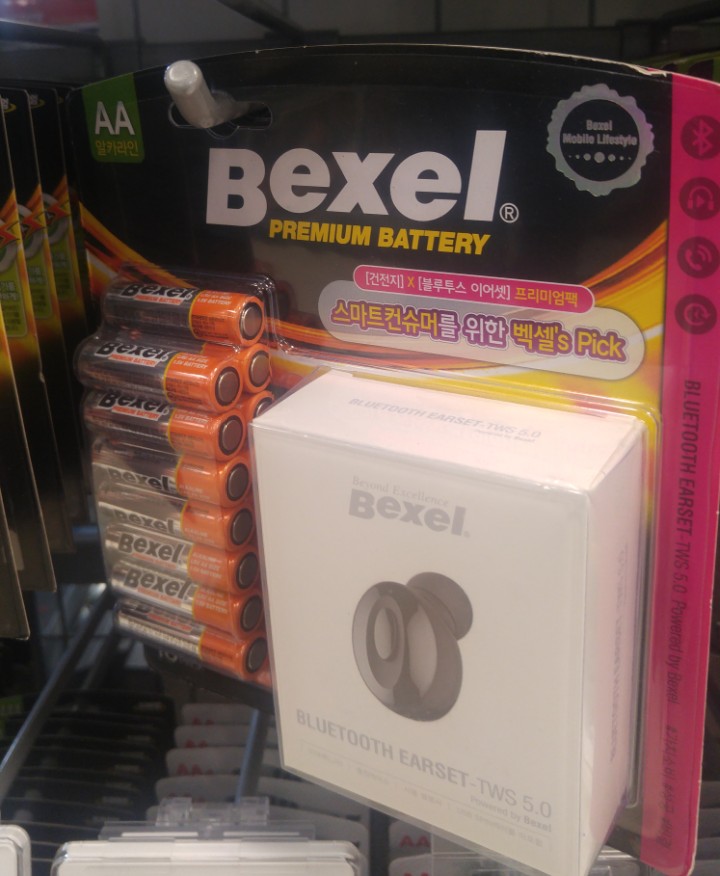 AA
알카라인
Bexel®
PREMIUM BATTERY
Bexel
Mobile Lifestyle
[건전지] X [블루투스 이어셋] 프리미엄팩
스마트컨슈머를 위한 벡셀's Pick
Bexel
Bexel
Bexel
Bexel
Bexel
Bexel
Bexel
BLUETOOTH EARSET-TWS 5.0
Powered by Bexel
Beyond Excellence
Bexel
BLUETOOTH EARSET-TWS 5.0
Powered by Bexel
BLUETOOTH EARSET-TWS 5.0 Powered by Bexel